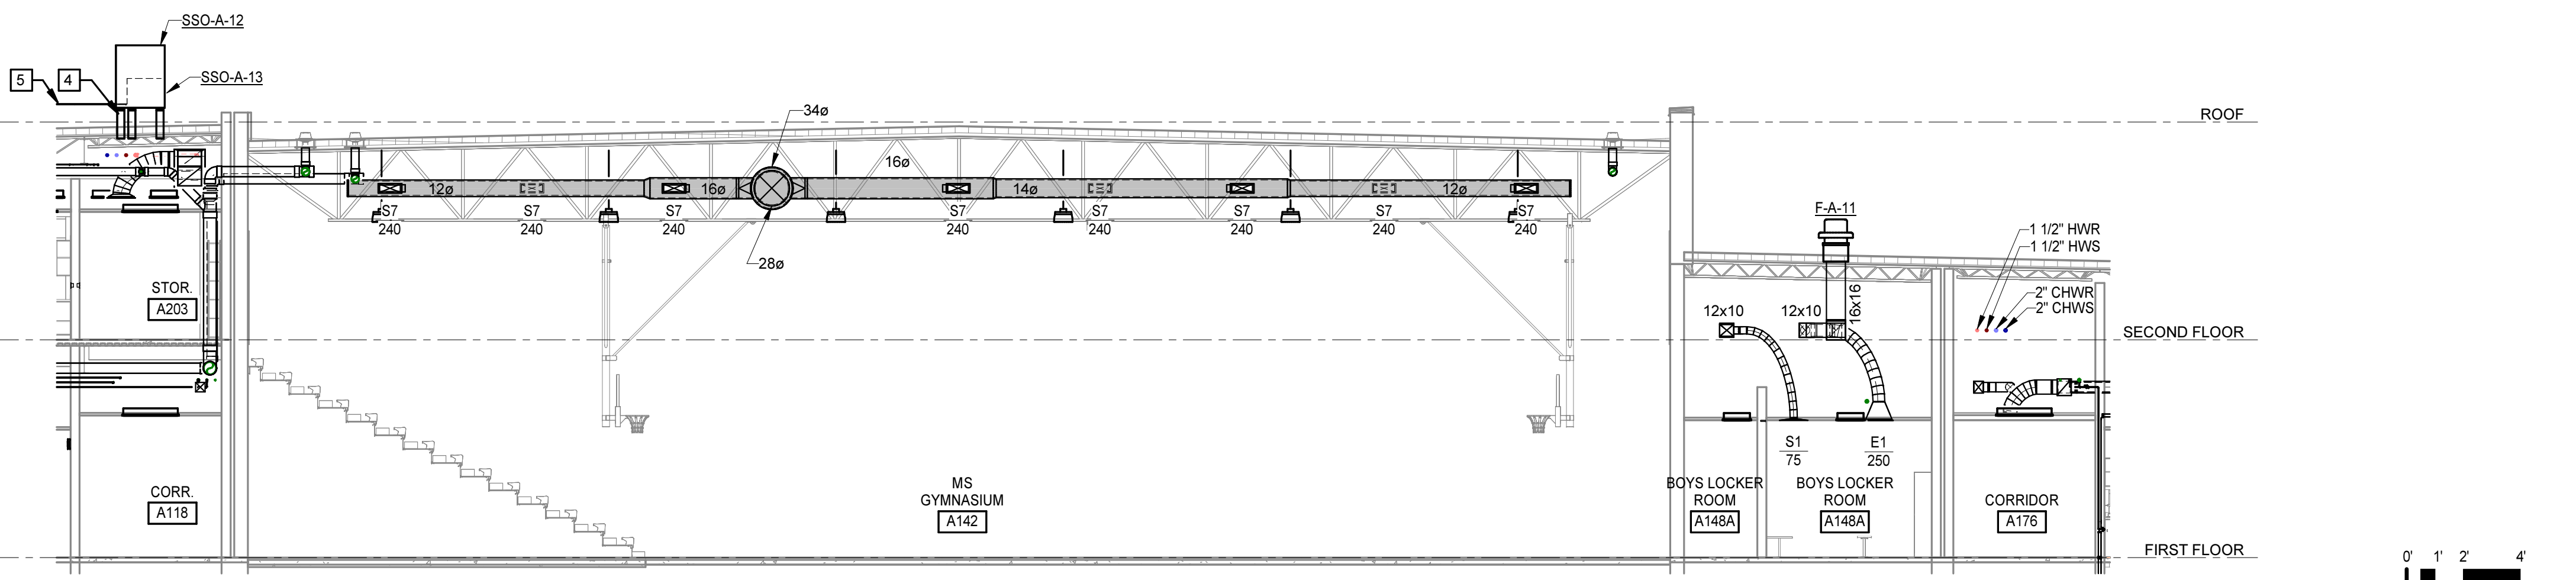 SSO-A-12
5
4
SSO-A-13
34ø
ROOF
16ø
12ø
16ø
14ø
12ø
S7
S7
S7
S7
S7
S7
S7
S7
240
240
240
240
240
240
240
240
28ø
F-A-11
1 1/2" HWR
1 1/2" HWS
2" CHWR
2" CHWS
12x10
12x10
16x16
STOR.
A203
SECOND FLOOR
S1
75
E1
250
CORR.
A118
MS
GYMNASIUM
A142
BOYS LOCKER
ROOM
A148A
BOYS LOCKER
ROOM
A148A
CORRIDOR
A176
FIRST FLOOR
0' 1' 2' 4'